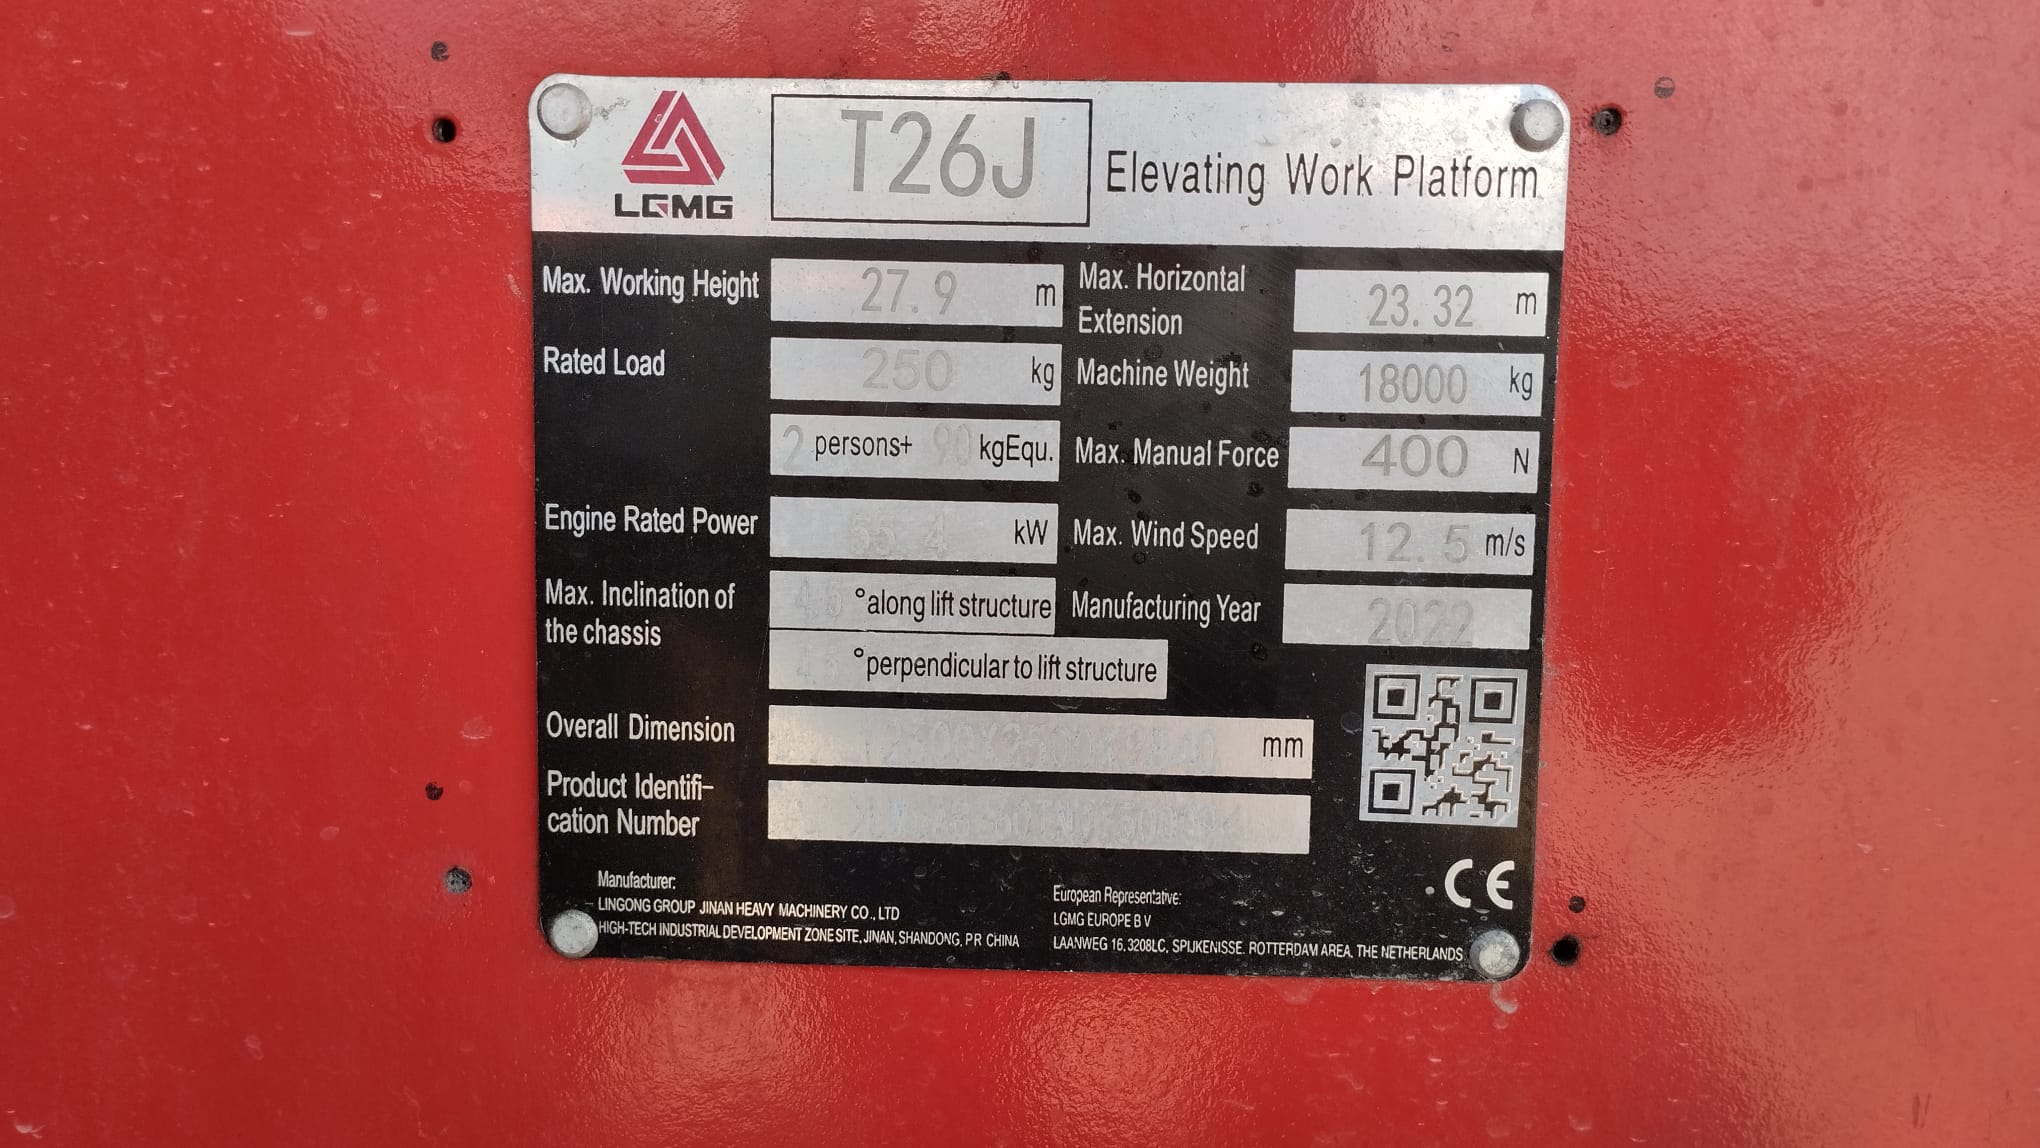 LGMG
T26J
Elevating Work Platform
Max. Working Height 27.9 m
Max. Horizontal
Extension 23.32 m
Rated Load 250 kg
Machine Weight 18000 kg
2 persons+ 90 kgEqu.
Max. Manual Force 400 N
Engine Rated Power 55.4 kW
Max. Wind Speed 12.5 m/s
Max. Inclination of
the chassis
4.5 °along lift structure
Manufacturing Year 2022
°perpendicular to lift structure
Overall Dimension mm
Product Identifi-
cation Number
CE
Manufacturer:
LINGONG GROUP JINAN HEAVY MACHINERY CO., LTD
HIGH-TECH INDUSTRIAL DEVELOPMENT ZONE SITE, JINAN, SHANDONG, P.R CHINA
European Representative:
LGMG EUROPE B V
LAANWEG 16, 3208LC, SPIJKENISSE. ROTTERDAM AREA, THE NETHERLANDS